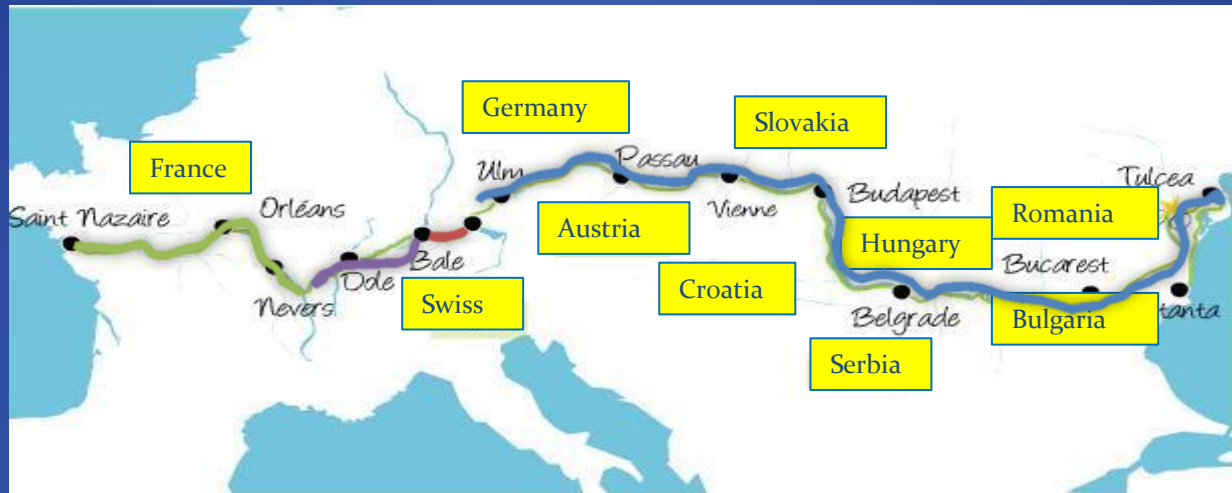 Germany
Slovakia
France
Ulm
Passau
Tulcea
Saint Nazaire
Orléans
Vienne
Budapest
Romania
Austria
Hungary
Bucarest
Nevers
Dole
Bale
Swiss
Croatia
Belgrade
Bulgaria
tanta
Serbia